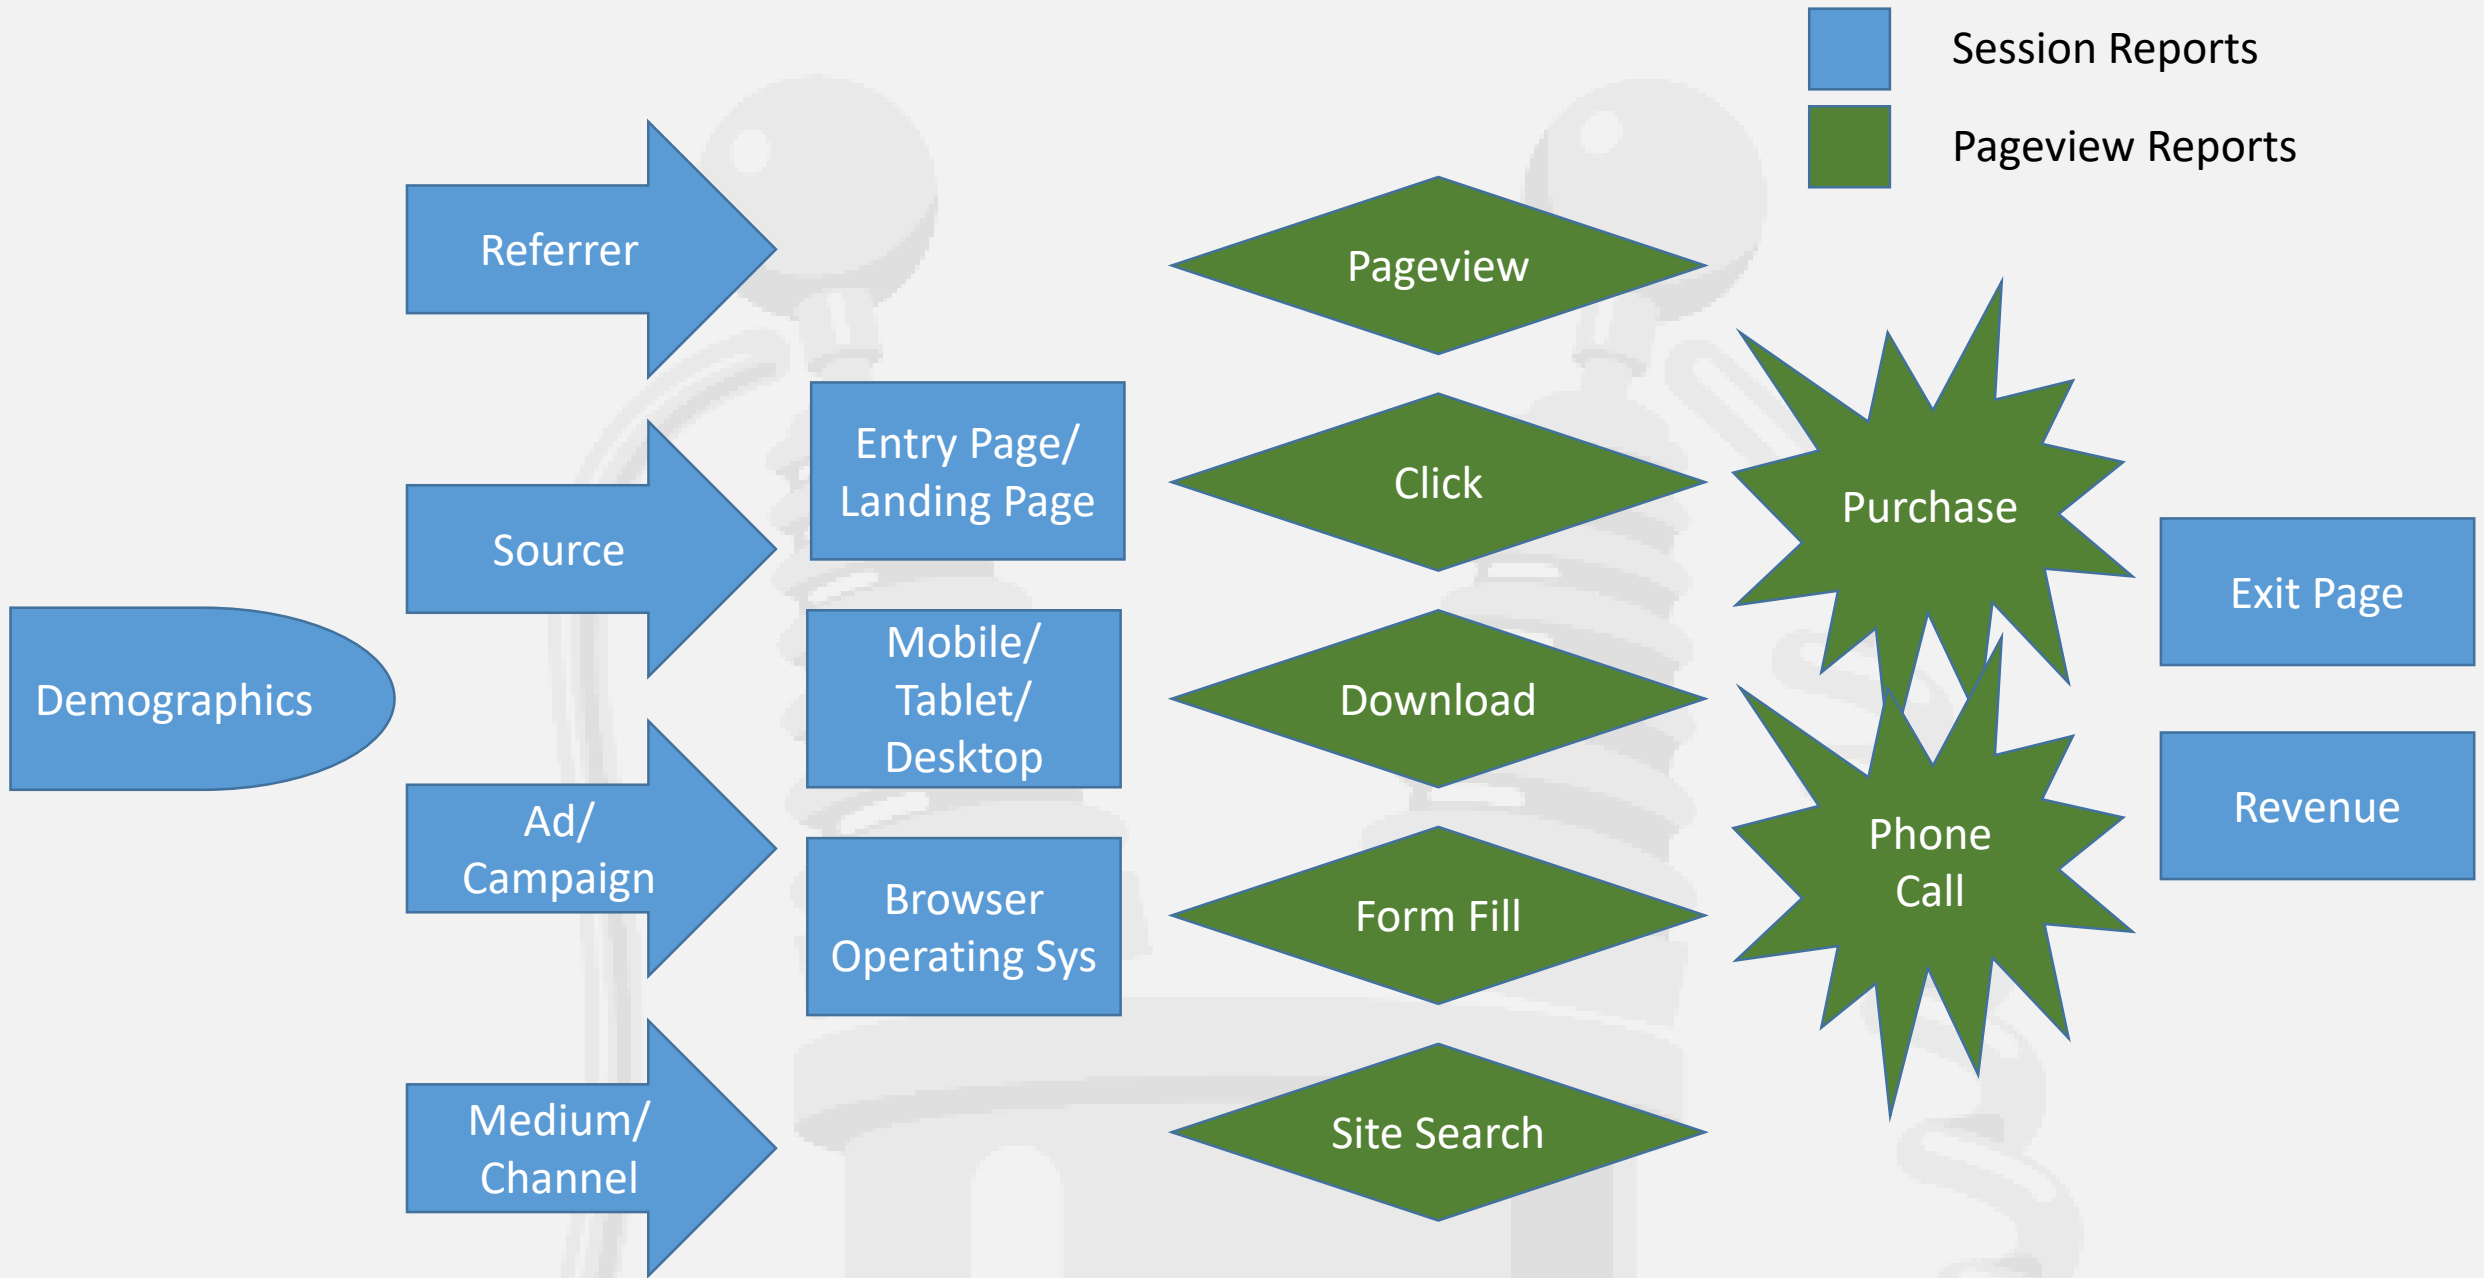 Session Reports
Pageview Reports
Demographics
Referrer
Source
Ad/
Campaign
Medium/
Channel
Entry Page/
Landing Page
Mobile/
Tablet/
Desktop
Browser
Operating Sys
Pageview
Click
Download
Form Fill
Site Search
Purchase
Phone
Call
Exit Page
Revenue